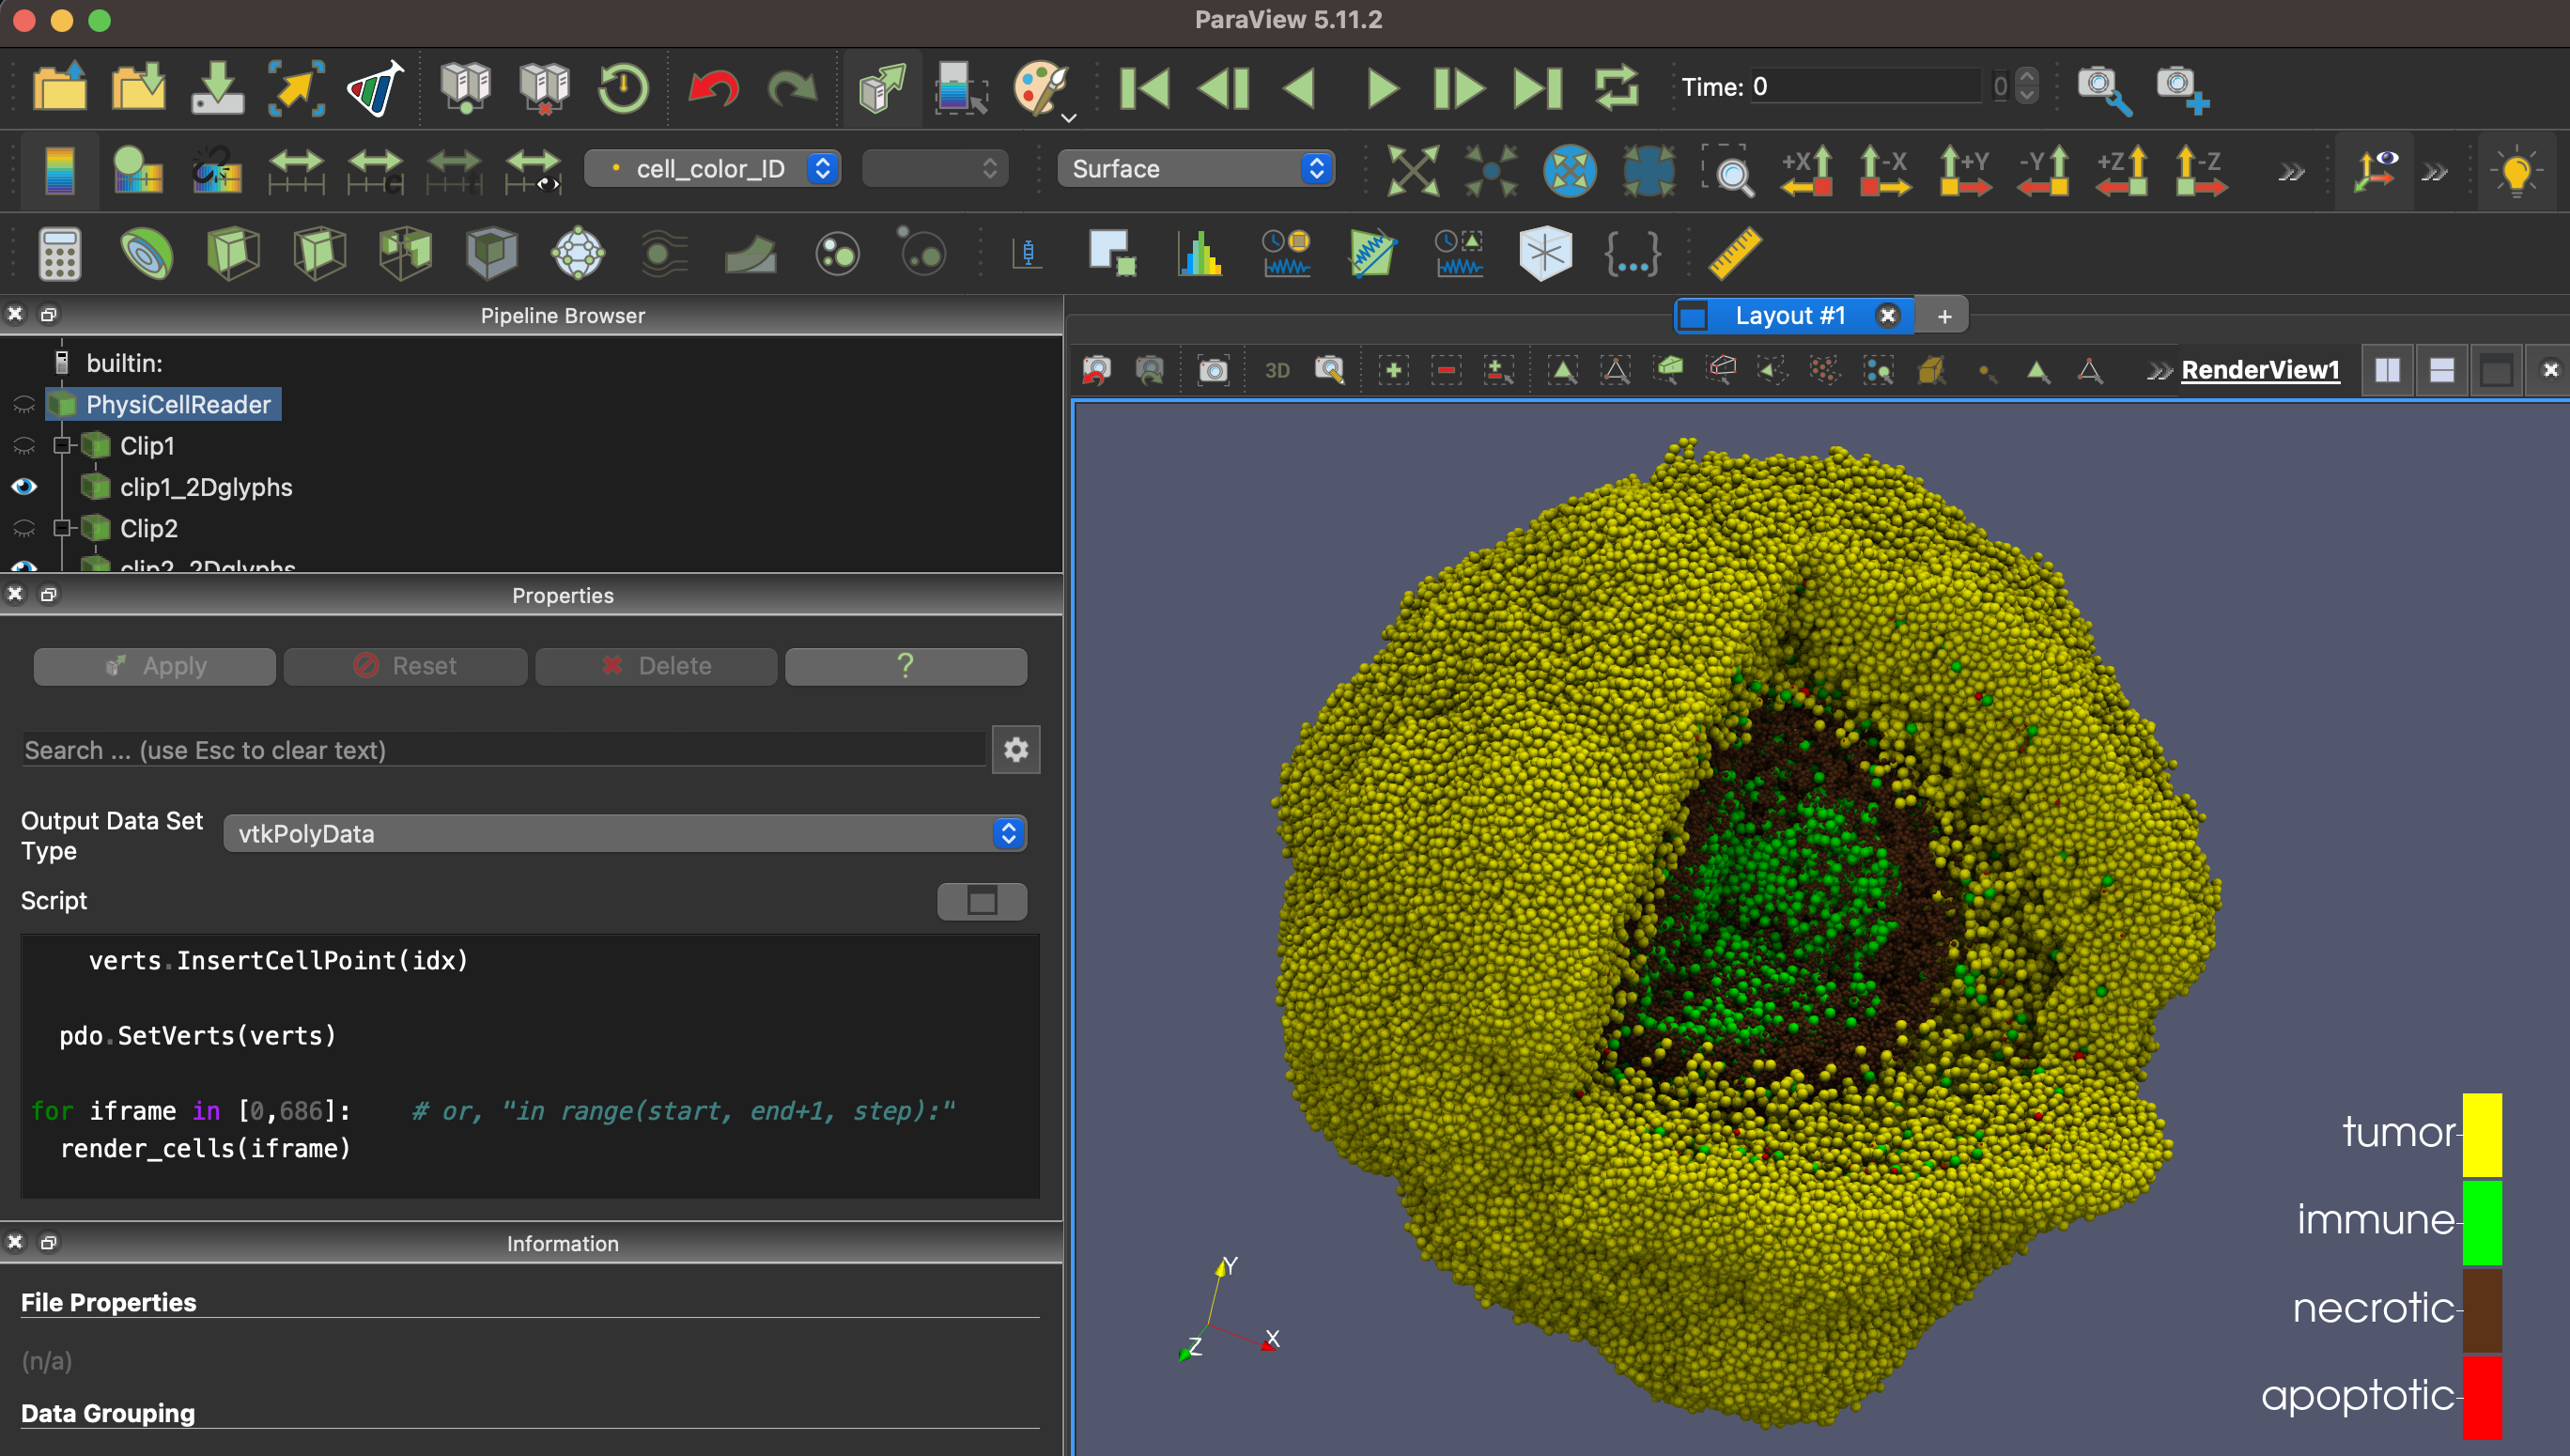 ParaView 5.11.2
Time: 0
0
cell_color_ID
Surface
+X
-X
+Y
-Y
+Z
-Z
Pipeline Browser
builtin:
PhysiCellReader
Clip1
clip1_2Dglyphs
Clip2
clip2_2Dglyphs
Properties
Apply
Reset
Delete
?
Search ... (use Esc to clear text)
Output Data Set
Type
vtkPolyData
Script
verts.InsertCellPoint(idx)
pdo.SetVerts(verts)
for iframe in [0,686]: # or, "in range(start, end+1, step):"
render_cells(iframe)
Information
File Properties
(n/a)
Data Grouping
Layout #1
+
3D
RenderView1
tumor
immune
necrotic
apoptotic
Y
X
Z